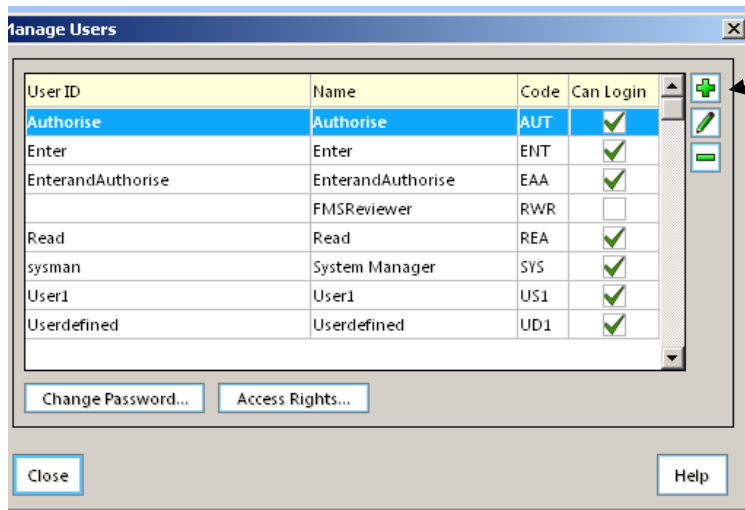 Manage Users
User ID Name Code Can Login
Authorise Authorise AUT
Enter Enter ENT
EnterandAuthorise EnterandAuthorise EAA
FMSReviewer RWR
Read Read REA
sysman System Manager SYS
User1 User1 US1
Userdefined Userdefined UD1
Change Password... Access Rights...
Close Help